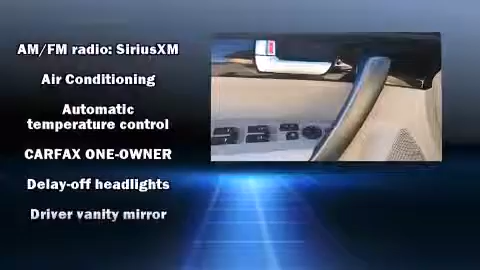 AM/FM radio: SiriusXM
Air Conditioning
Automatic
temperature control
CARFAX ONE-OWNER
Delay-off headlights
Driver vanity mirror